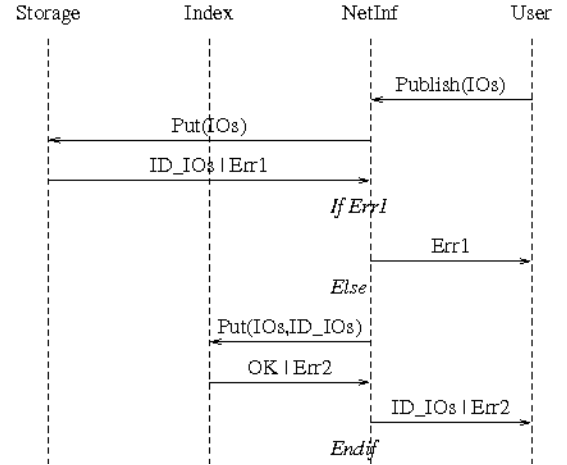 Storage Index NetInf User
Publish(IOs)
Put(IOs)
ID_IOs | Err1
If Err1
Err1
Else
Put(IOs,ID_IOs)
OK | Err2
ID_IOs | Err2
Endif